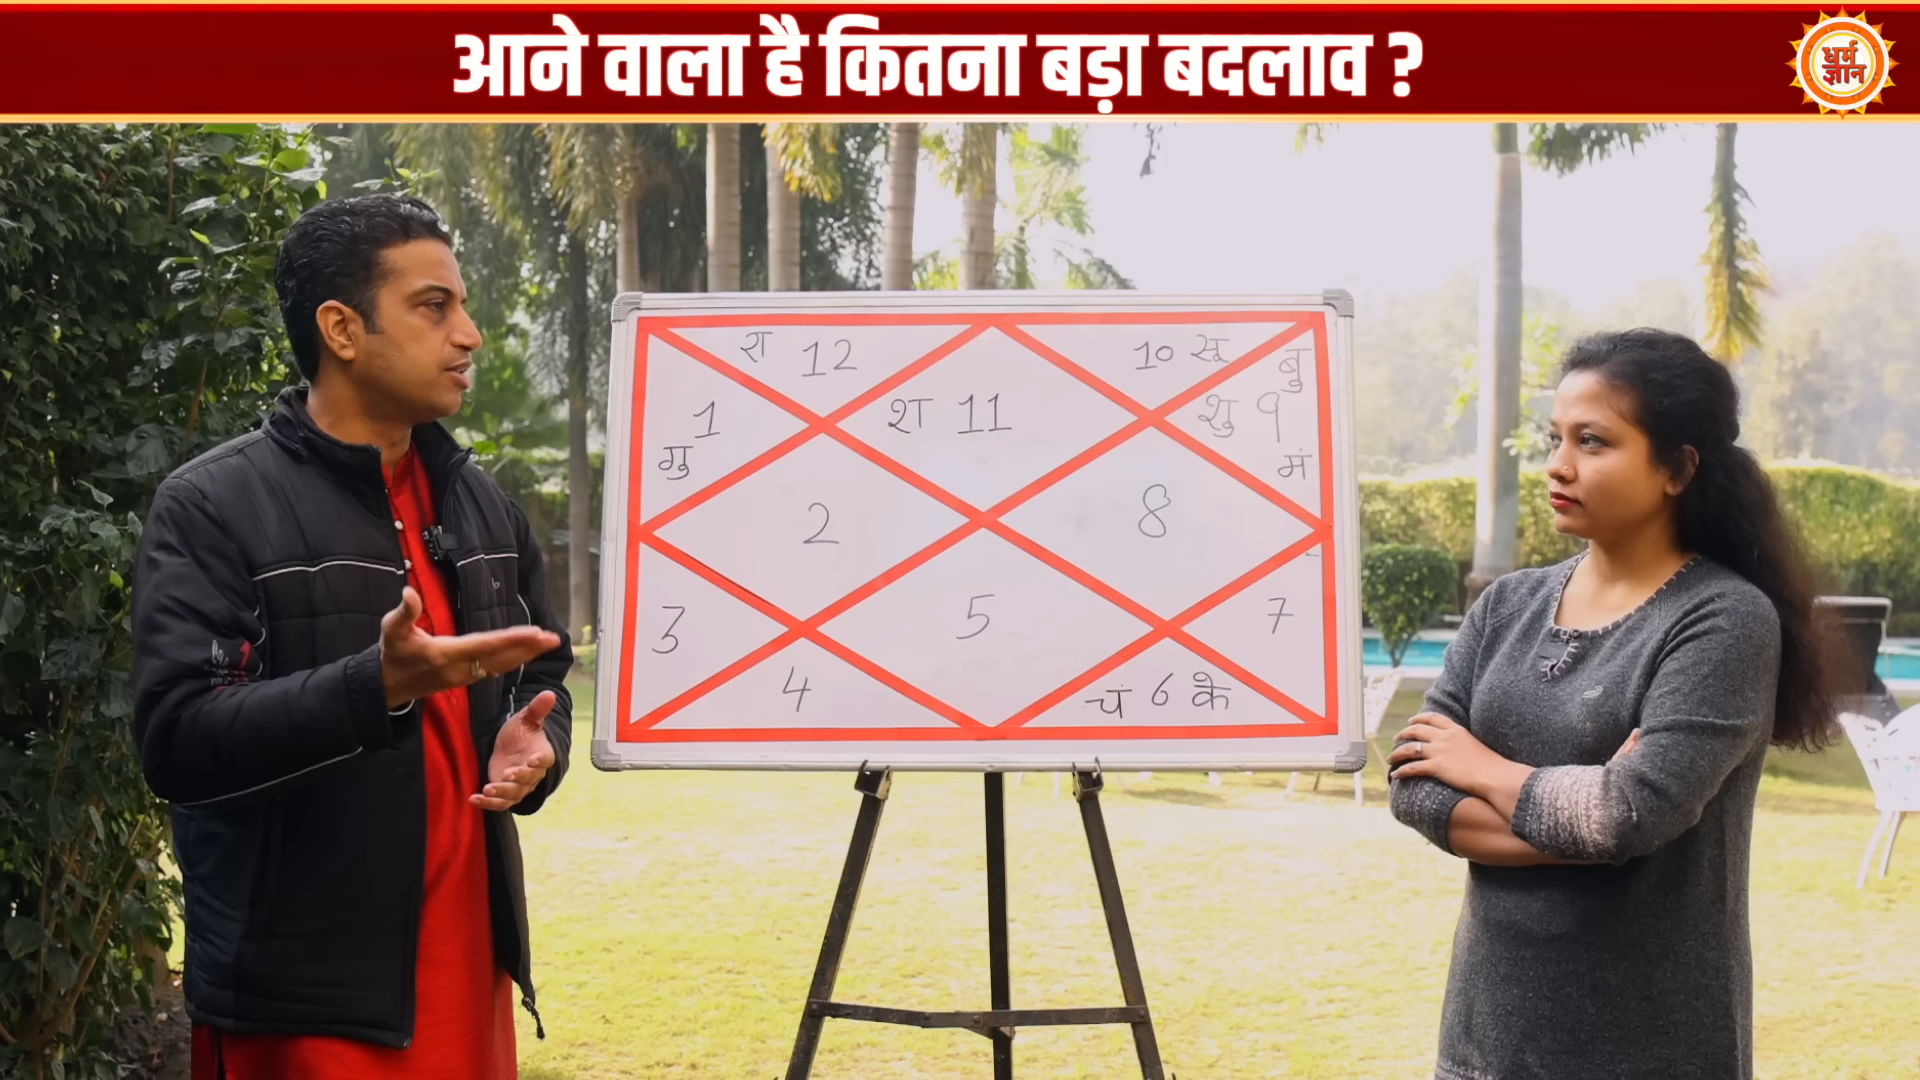 आने वाला है कितना बड़ा बदलाव ?
धर्म
ज्ञान
रा 12
10 सू
बु
1
गु
श 11
शु 9
मं
2
8
3
5
7
4
चं 6 के